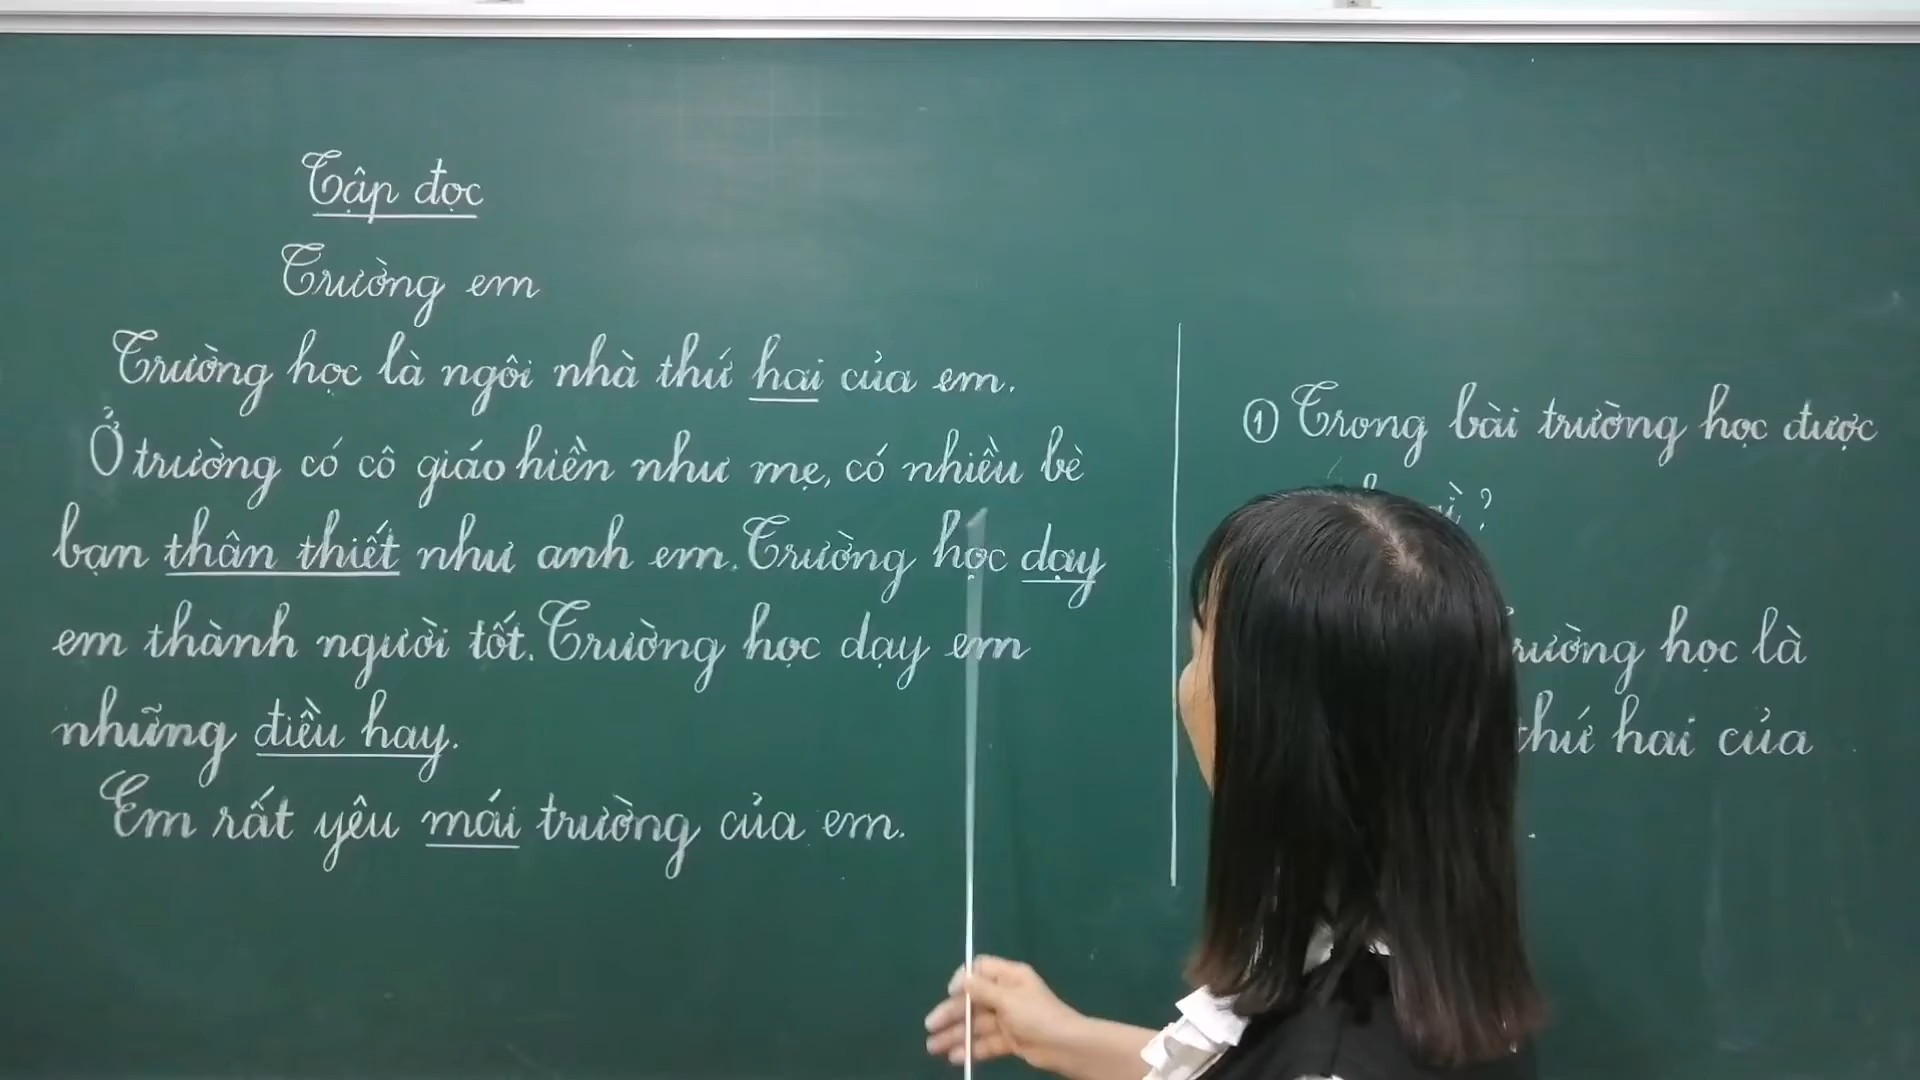 Tập đọc
Trường em
Trường học là ngôi nhà thứ hai của em.
Ở trường có cô giáo hiền như mẹ, có nhiều bè
bạn thân thiết như anh em. Trường học dạy
em thành người tốt. Trường học dạy em
những điều hay.
Em rất yêu mái trường của em.
① Trong bài trường học được
gì?
trường học là
thứ hai của